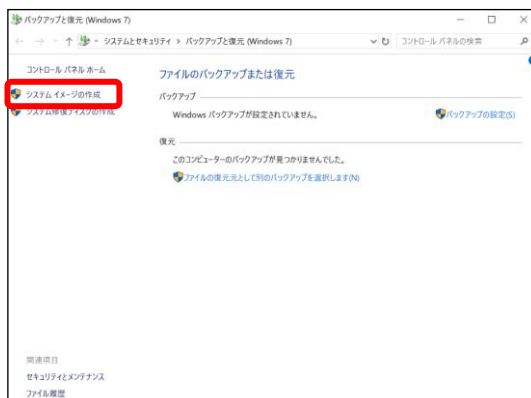 バックアップと復元 (Windows 7)
システムとセキュリティ > バックアップと復元 (Windows 7)
コントロール パネルの検索
コントロール パネル ホーム
システム イメージの作成
システム修復ディスクの作成
ファイルのバックアップまたは復元
バックアップ
Windows バックアップが設定されていません。
バックアップの設定(S)
復元
このコンピューターのバックアップが見つかりませんでした。
ファイルの復元元として別のバックアップを選択します(N)
関連項目
セキュリティとメンテナンス
ファイル履歴